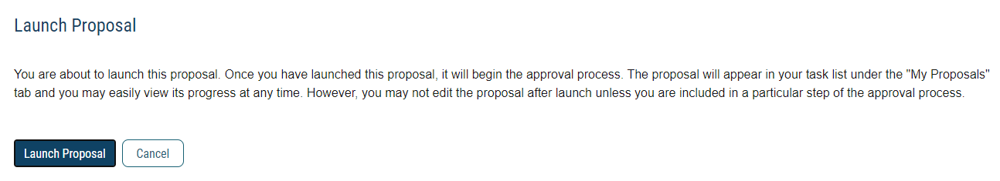 Launch Proposal
You are about to launch this proposal. Once you have launched this proposal, it will begin the approval process. The proposal will appear in your task list under the "My Proposals"
tab and you may easily view its progress at any time. However, you may not edit the proposal after launch unless you are included in a particular step of the approval process.
Launch Proposal Cancel